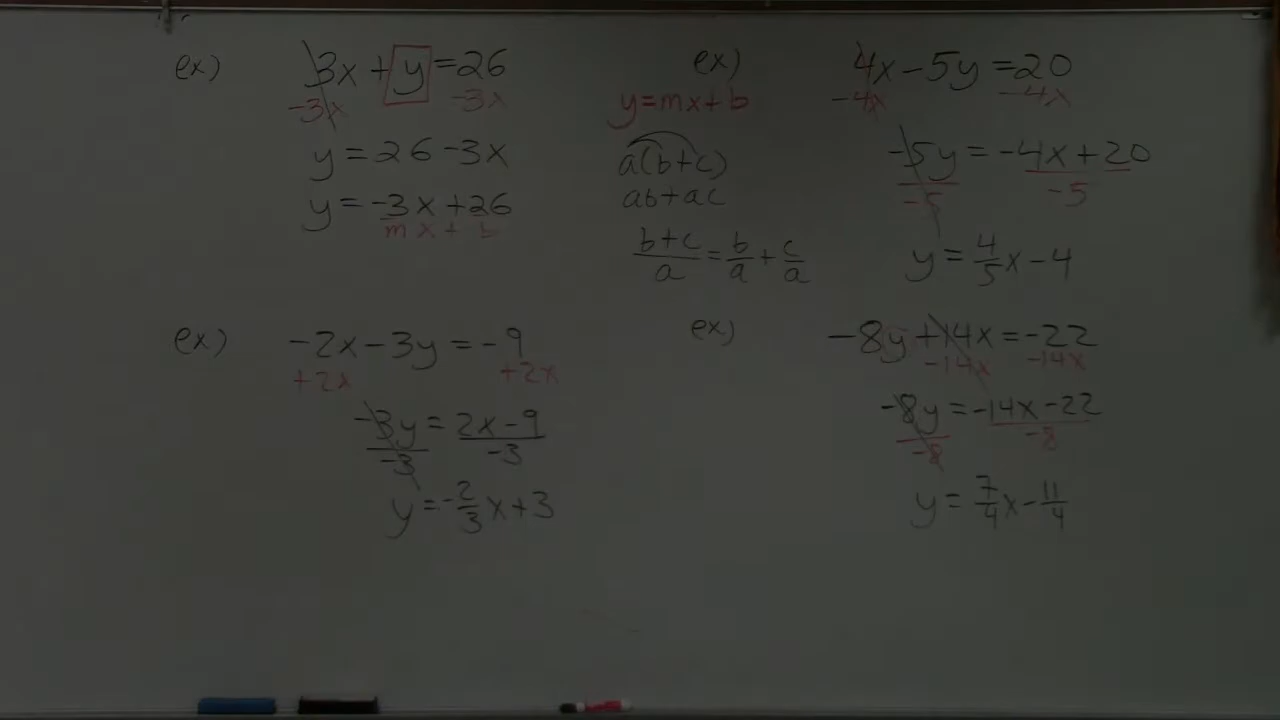 ex) 3x + y = 26
-3x -3x
y = 26 - 3x
y = -3x + 26
m x + b
y = mx + b
a(b+c)
ab + ac
b+c/a = b/a + c/a
ex) 4x - 5y = 20
-4x -4x
-5y = -4x + 20
-5 -5
y = 4/5 x - 4
ex) -2x - 3y = -9
+2x +2x
-3y = 2x - 9
-3 -3
y = -2/3 x + 3
ex) -8y + 14x = -22
-14x -14x
-8y = -14x - 22
-8 -8
y = 7/4 x - 11/4